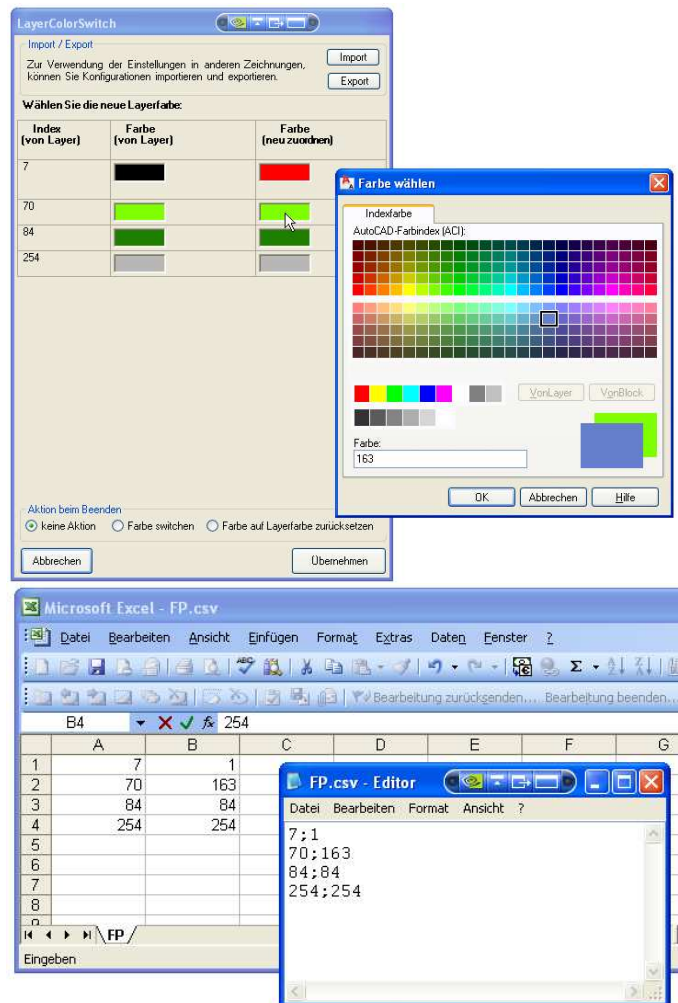 LayerColorSwitch
Import / Export
Zur Verwendung der Einstellungen in anderen Zeichnungen,
können Sie Konfigurationen importieren und exportieren.
Import
Export
Wählen Sie die neue Layerfarbe:
Index
(von Layer)
Farbe
(von Layer)
Farbe
(neu zuordnen)
7
70
84
254
Aktion beim Beenden
keine Aktion
Farbe switchen
Farbe auf Layerfarbe zurücksetzen
Abbrechen
Übernehmen
Farbe wählen
Indexfarbe
AutoCAD-Farbindex (ACI):
VonLayer
VonBlock
Farbe:
163
OK
Abbrechen
Hilfe
Microsoft Excel - FP.csv
Datei Bearbeiten Ansicht Einfügen Format Extras Daten Fenster ?
Bearbeitung zurücksenden... Bearbeitung beenden...
B4 254
A B C D E F G
1 7 1
2 70 163
3 84 84
4 254 254
5
6
7
8
9
FP
Eingeben
FP.csv - Editor
Datei Bearbeiten Format Ansicht ?
7;1
70;163
84;84
254;254